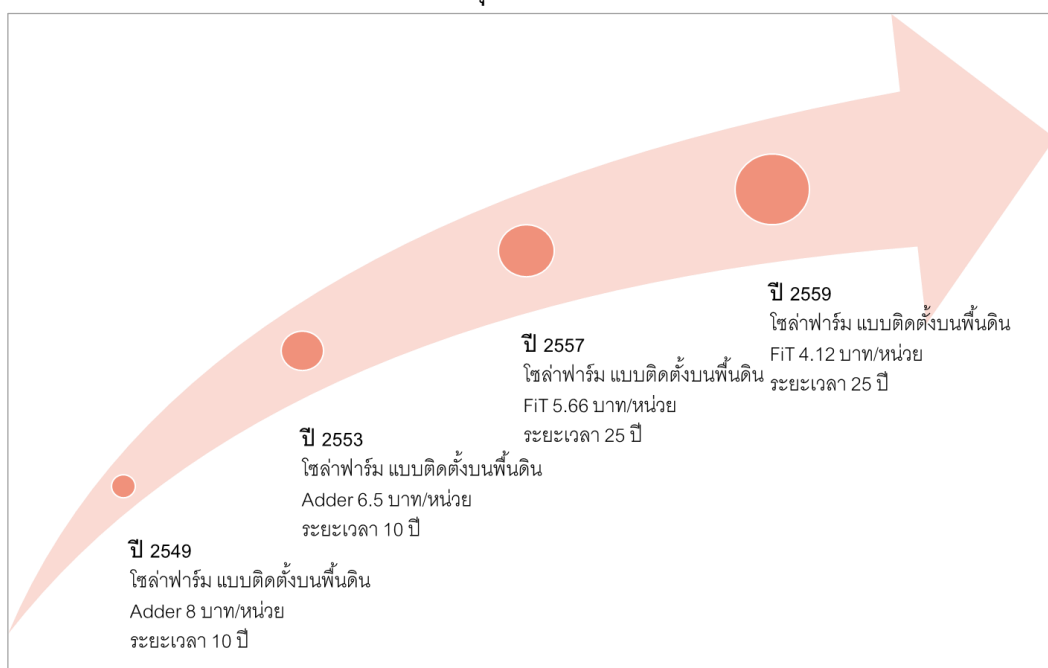 ปี 2549
โซล่าฟาร์ม แบบติดตั้งบนพื้นดิน
Adder 8 บาท/หน่วย
ระยะเวลา 10 ปี
ปี 2553
โซล่าฟาร์ม แบบติดตั้งบนพื้นดิน
Adder 6.5 บาท/หน่วย
ระยะเวลา 10 ปี
ปี 2557
โซล่าฟาร์ม แบบติดตั้งบนพื้นดิน
FiT 5.66 บาท/หน่วย
ระยะเวลา 25 ปี
ปี 2559
โซล่าฟาร์ม แบบติดตั้งบนพื้นดิน
FiT 4.12 บาท/หน่วย
ระยะเวลา 25 ปี